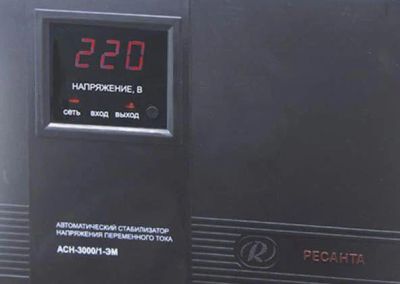 220
НАПРЯЖЕНИЕ, В
СЕТЬ ВХОД ВЫХОД
АВТОМАТИЧЕСКИЙ СТАБИЛИЗАТОР
НАПРЯЖЕНИЯ ПЕРЕМЕННОГО ТОКА
АСН-3000/1-ЭМ
R РЕСАНТА